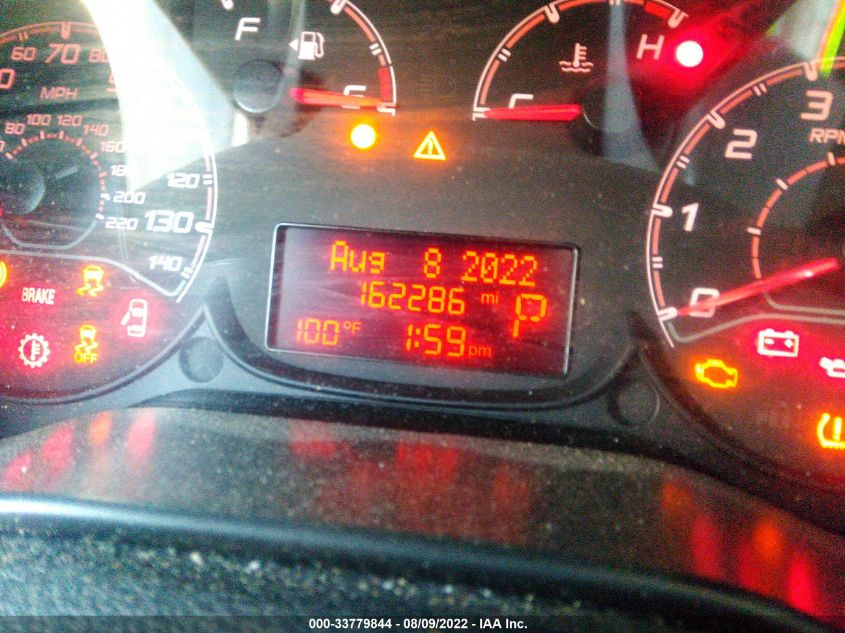 F
E
C
H
60 70 80
MPH
80 100 120 140
160
180
200
220
120
130
140
0 1 2 3
RPM
BRAKE
OFF
Aug 8 2022
162286 mi
P
100°F 1:59 pm
000-33779844 - 08/09/2022 - IAA Inc.